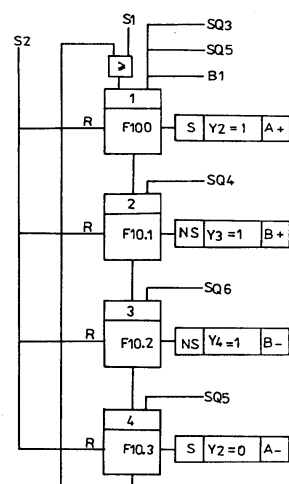 S1
S2
SQ3
SQ5
B1
≥
1
R F100 S Y2=1 A+
SQ4
2
R F10.1 NS Y3=1 B+
SQ6
3
R F10.2 NS Y4=1 B-
SQ5
4
R F10.3 S Y2=0 A-